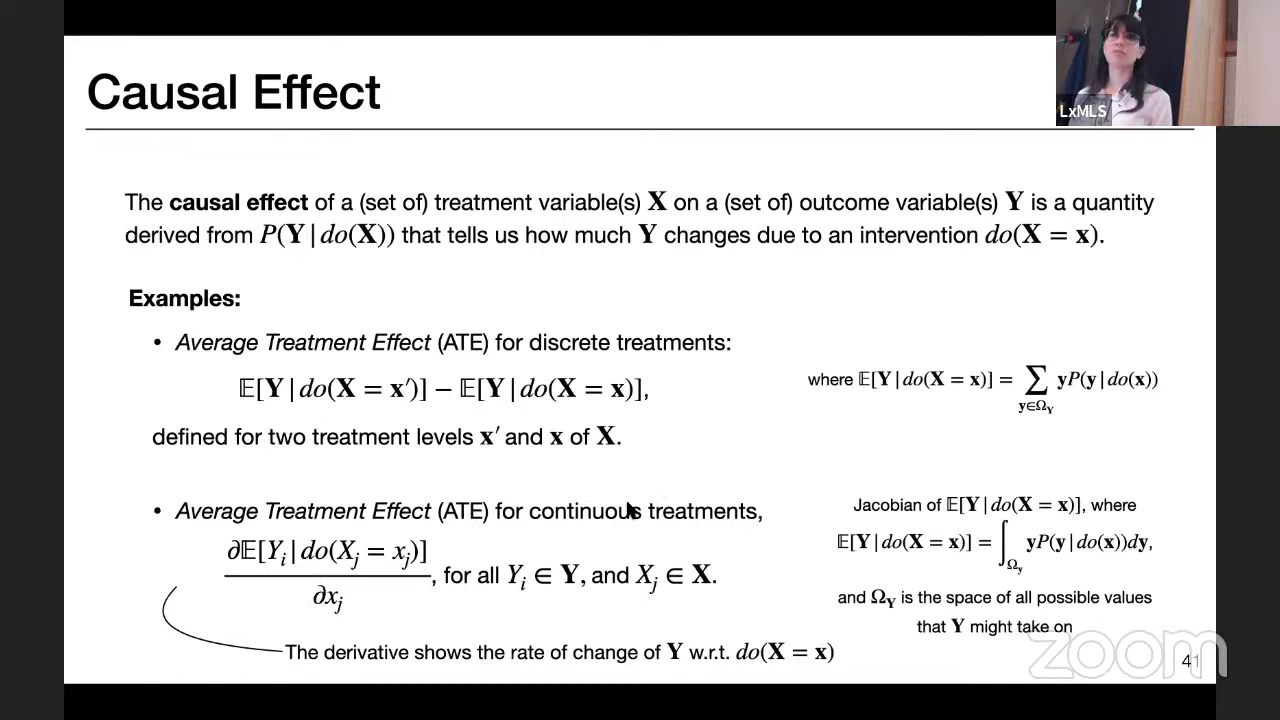 Causal Effect
LxMLS
The causal effect of a (set of) treatment variable(s) X on a (set of) outcome variable(s) Y is a quantity
derived from P(Y | do(X)) that tells us how much Y changes due to an intervention do(X = x).
Examples:
• Average Treatment Effect (ATE) for discrete treatments:
𝔼[Y | do(X = x′)] − 𝔼[Y | do(X = x)],
where 𝔼[Y | do(X = x)] = ∑_{y∈Ω_Y} yP(y | do(x))
defined for two treatment levels x′ and x of X.
• Average Treatment Effect (ATE) for continuous treatments,
∂𝔼[Y_i | do(X_j = x_j)] / ∂x_j, for all Y_i ∈ Y, and X_j ∈ X.
The derivative shows the rate of change of Y w.r.t. do(X = x)
Jacobian of 𝔼[Y | do(X = x)], where
𝔼[Y | do(X = x)] = ∫_{Ω_y} yP(y | do(x))dy,
and Ω_Y is the space of all possible values
that Y might take on
zoom
41